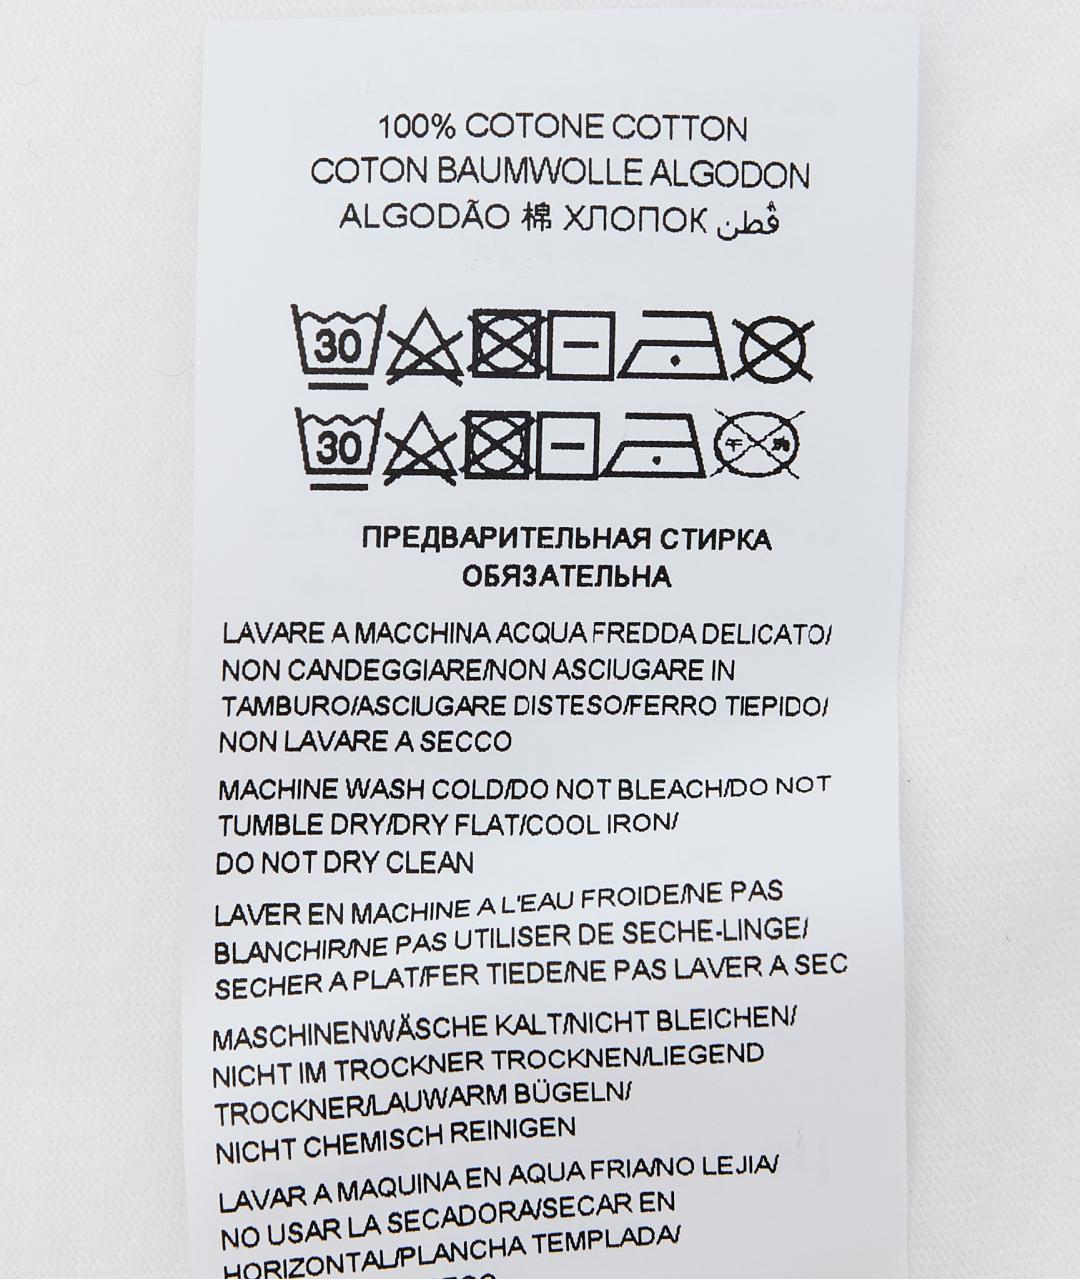 100% COTONE COTTON
COTON BAUMWOLLE ALGODON
ALGODÃO 棉 ХЛОПОК قُطن
30
30
ПРЕДВАРИТЕЛЬНАЯ СТИРКА
ОБЯЗАТЕЛЬНА
LAVARE A MACCHINA ACQUA FREDDA DELICATO/
NON CANDEGGIARE/NON ASCIUGARE IN
TAMBURO/ASCIUGARE DISTESO/FERRO TIEPIDO/
NON LAVARE A SECCO
MACHINE WASH COLD/DO NOT BLEACH/DO NOT
TUMBLE DRY/DRY FLAT/COOL IRON/
DO NOT DRY CLEAN
LAVER EN MACHINE A L'EAU FROIDE/NE PAS
BLANCHIR/NE PAS UTILISER DE SECHE-LINGE/
SECHER A PLAT/FER TIEDE/NE PAS LAVER A SEC
MASCHINENWÄSCHE KALT/NICHT BLEICHEN/
NICHT IM TROCKNER TROCKNEN/LIEGEND
TROCKNER/LAUWARM BÜGELN/
NICHT CHEMISCH REINIGEN
LAVAR A MAQUINA EN AQUA FRIA/NO LEJIA/
NO USAR LA SECADORA/SECAR EN
HORIZONTAL/PLANCHA TEMPLADA/